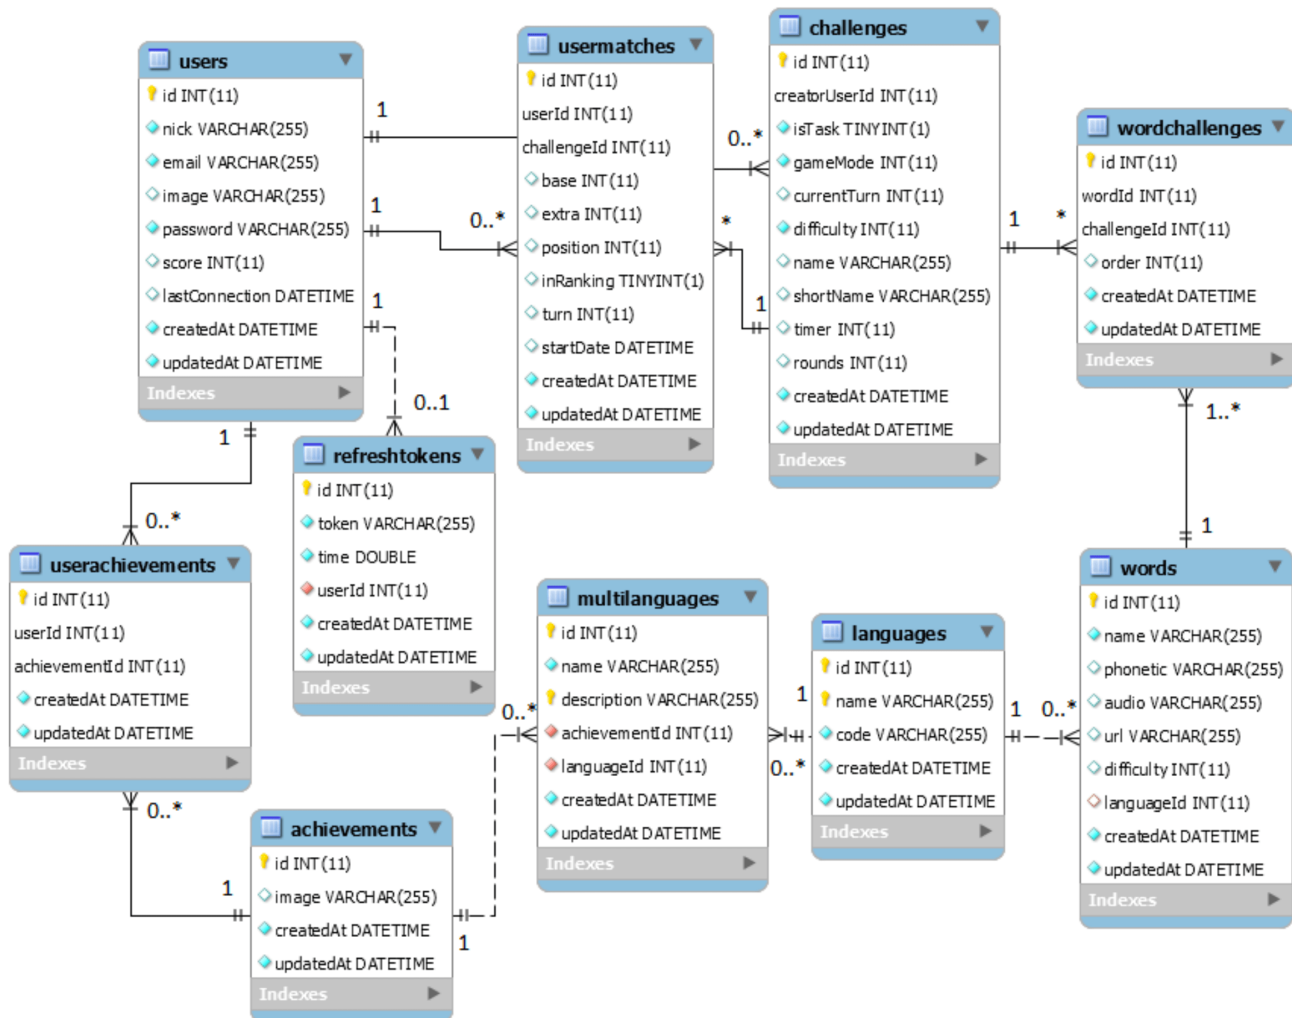 users
id INT(11)
nick VARCHAR(255)
email VARCHAR(255)
image VARCHAR(255)
password VARCHAR(255)
score INT(11)
lastConnection DATETIME
createdAt DATETIME
updatedAt DATETIME
Indexes
1
1
0..*
1
0..1
1
0..*
usermatches
id INT(11)
userId INT(11)
challengeId INT(11)
base INT(11)
extra INT(11)
position INT(11)
inRanking TINYINT(1)
turn INT(11)
startDate DATETIME
createdAt DATETIME
updatedAt DATETIME
Indexes
0..*
*
1
challenges
id INT(11)
creatorUserId INT(11)
isTask TINYINT(1)
gameMode INT(11)
currentTurn INT(11)
difficulty INT(11)
name VARCHAR(255)
shortName VARCHAR(255)
timer INT(11)
rounds INT(11)
createdAt DATETIME
updatedAt DATETIME
Indexes
1
*
wordchallenges
id INT(11)
wordId INT(11)
challengeId INT(11)
order INT(11)
createdAt DATETIME
updatedAt DATETIME
Indexes
1..*
1
refreshtokens
id INT(11)
token VARCHAR(255)
time DOUBLE
userId INT(11)
createdAt DATETIME
updatedAt DATETIME
Indexes
userachievements
id INT(11)
userId INT(11)
achievementId INT(11)
createdAt DATETIME
updatedAt DATETIME
Indexes
0..*
1
achievements
id INT(11)
image VARCHAR(255)
createdAt DATETIME
updatedAt DATETIME
Indexes
1
0..*
multilanguages
id INT(11)
name VARCHAR(255)
description VARCHAR(255)
achievementId INT(11)
languageId INT(11)
createdAt DATETIME
updatedAt DATETIME
Indexes
1
0..*
languages
id INT(11)
name VARCHAR(255)
code VARCHAR(255)
createdAt DATETIME
updatedAt DATETIME
Indexes
1
0..*
words
id INT(11)
name VARCHAR(255)
phonetic VARCHAR(255)
audio VARCHAR(255)
url VARCHAR(255)
difficulty INT(11)
languageId INT(11)
createdAt DATETIME
updatedAt DATETIME
Indexes